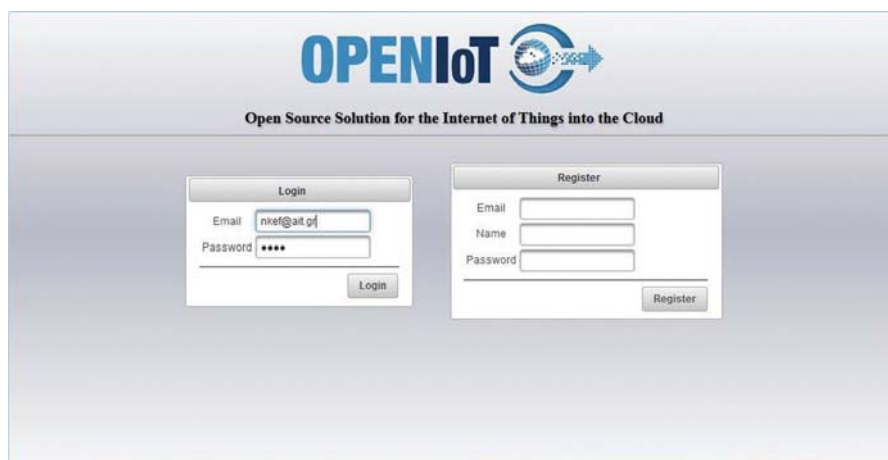 OPENIoT
Open Source Solution for the Internet of Things into the Cloud
Login
Email nkef@ait.gr
Password ••••
Login
Register
Email
Name
Password
Register